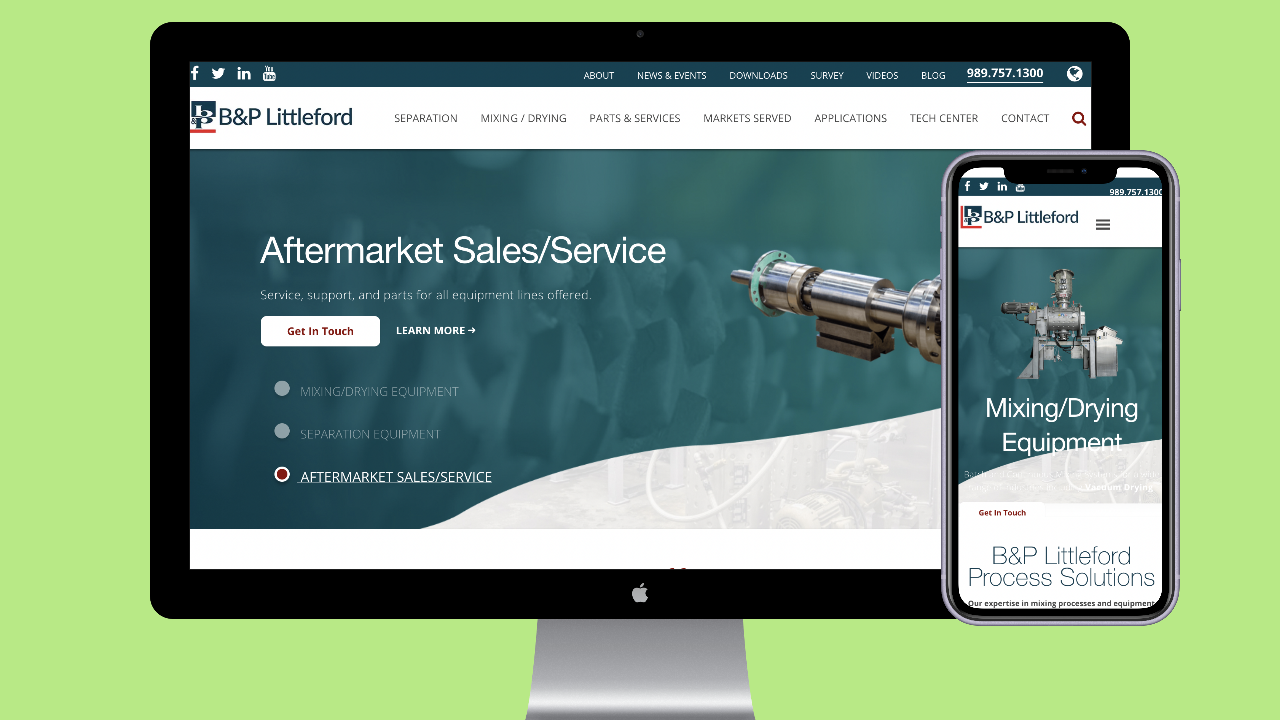 ABOUT NEWS & EVENTS DOWNLOADS SURVEY VIDEOS BLOG 989.757.1300
B&P Littleford SEPARATION MIXING / DRYING PARTS & SERVICES MARKETS SERVED APPLICATIONS TECH CENTER CONTACT
Aftermarket Sales/Service
Service, support, and parts for all equipment lines offered.
Get In Touch LEARN MORE →
MIXING/DRYING EQUIPMENT
SEPARATION EQUIPMENT
AFTERMARKET SALES/SERVICE
989.757.1300
B&P Littleford
Mixing/Drying
Equipment
Vacuum Drying
Get In Touch
B&P Littleford
Process Solutions
Our expertise in mixing processes and equipment